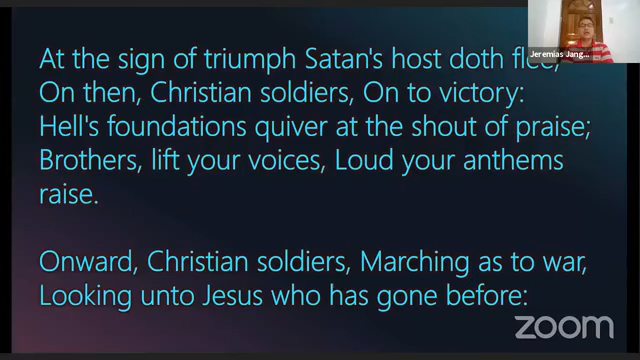 Jeremias Jang...
At the sign of triumph Satan's host doth flee,
On then, Christian soldiers, On to victory:
Hell's foundations quiver at the shout of praise;
Brothers, lift your voices, Loud your anthems
raise.
Onward, Christian soldiers, Marching as to war,
Looking unto Jesus who has gone before:
zoom